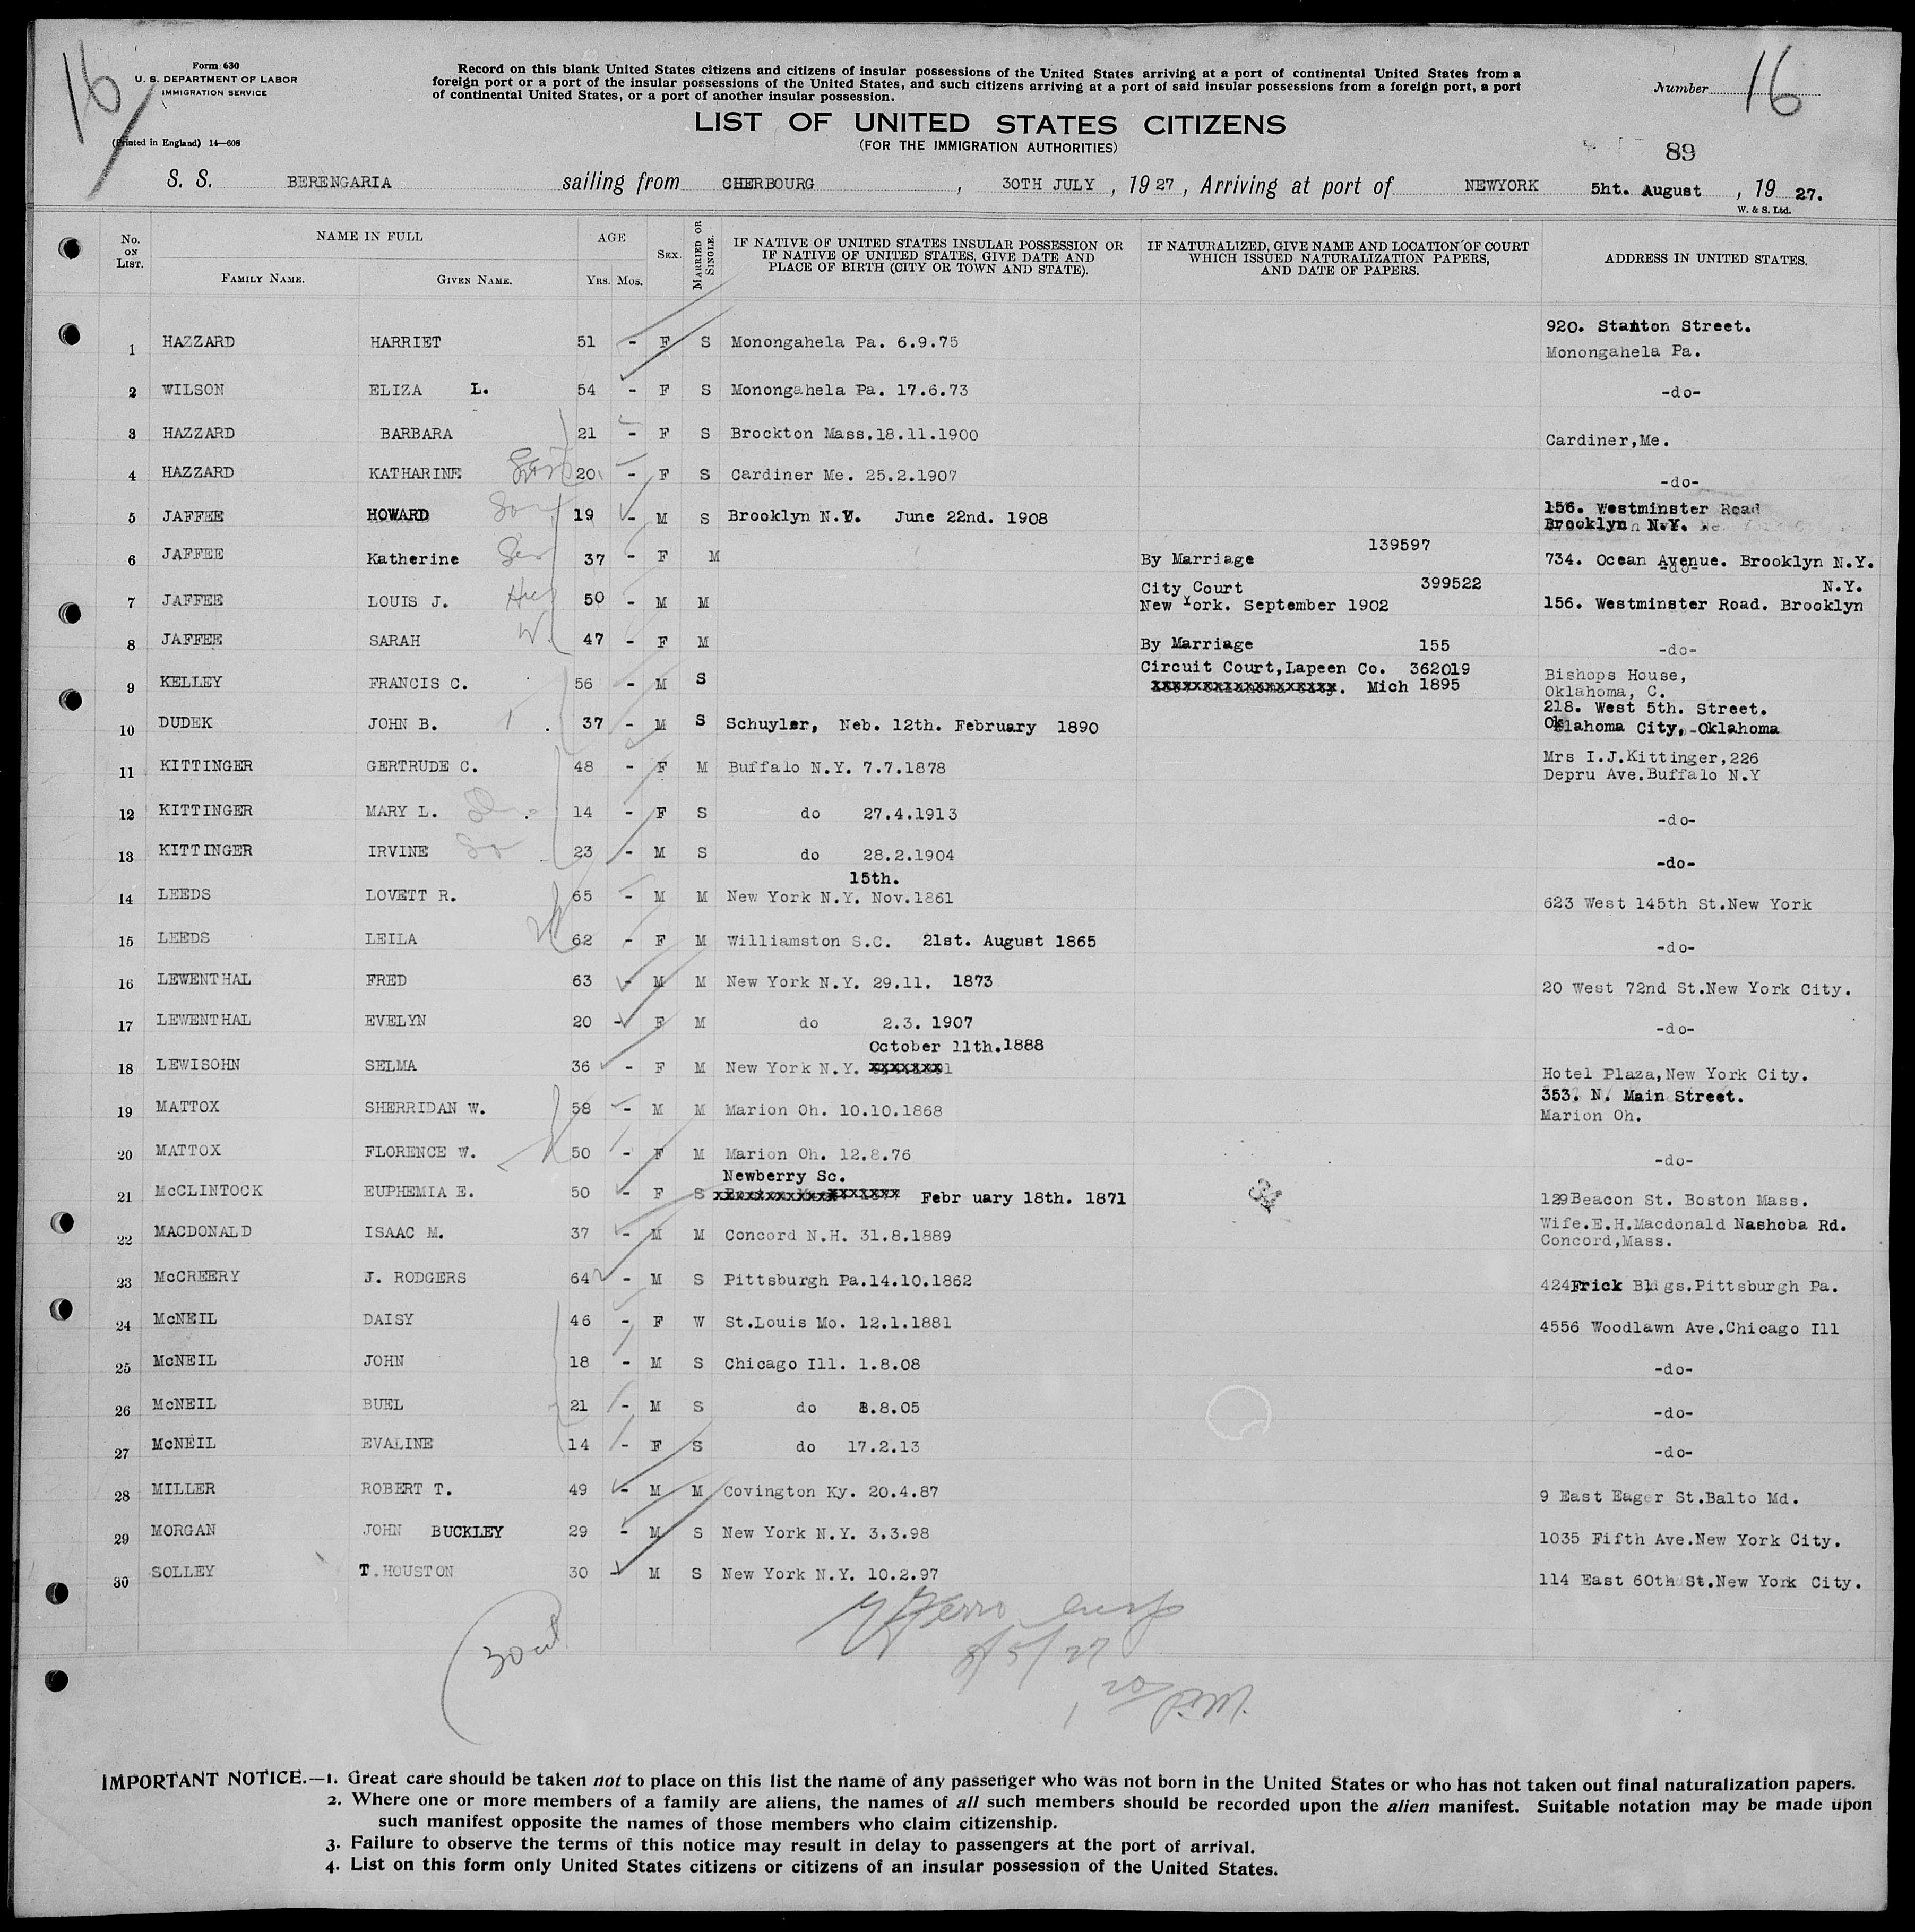 16
Form 630
U. S. DEPARTMENT OF LABOR
IMMIGRATION SERVICE
(Printed in England) 14—608
Record on this blank United States citizens and citizens of insular possessions of the United States arriving at a port of continental United States from a
foreign port or a port of the insular possessions of the United States, and such citizens arriving at a port of said insular possessions from a foreign port, a port
of continental United States, or a port of another insular possession.
Number 16
LIST OF UNITED STATES CITIZENS
(FOR THE IMMIGRATION AUTHORITIES)
89
S. S. BERENGARIA sailing from CHERBOURG, 30TH JULY, 19 27, Arriving at port of NEWYORK 5ht. August, 19 27.
W. & S. Ltd.
No. ON LIST. NAME IN FULL FAMILY NAME. GIVEN NAME. AGE YRS. MOS. SEX. MARRIED OR SINGLE. IF NATIVE OF UNITED STATES INSULAR POSSESSION OR IF NATIVE OF UNITED STATES, GIVE DATE AND PLACE OF BIRTH (CITY OR TOWN AND STATE). IF NATURALIZED, GIVE NAME AND LOCATION OF COURT WHICH ISSUED NATURALIZATION PAPERS, AND DATE OF PAPERS. ADDRESS IN UNITED STATES.
1 HAZZARD HARRIET 51 - F S Monongahela Pa. 6.9.75 920. Stanton Street. Monongahela Pa.
2 WILSON ELIZA L. 54 - F S Monongahela Pa. 17.6.73 -do-
3 HAZZARD BARBARA 21 - F S Brockton Mass.18.11.1900 Cardiner,Me.
4 HAZZARD KATHARINE 20 - F S Cardiner Me. 25.2.1907 -do-
5 JAFFEE HOWARD Son 19 - M S Brooklyn N.Y. June 22nd. 1908 156. Westminster Road Brooklyn N.Y.
6 JAFFEE Katherine 37 - F M By Marriage 139597 734. Ocean Avenue. Brooklyn N.Y.
7 JAFFEE LOUIS J. 50 - M M City Court 399522 New York. September 1902 N.Y. 156. Westminster Road. Brooklyn
8 JAFFEE SARAH W. 47 - F M By Marriage 155 -do-
9 KELLEY FRANCIS C. 56 - M S Circuit Court,Lapeen Co. 362019 Mich 1895 Bishops House, Oklahoma, C.
10 DUDEK JOHN B. 37 - M S Schuyler, Neb. 12th. February 1890 218. West 5th. Street. Oklahoma City,-Oklahoma
11 KITTINGER GERTRUDE C. 48 - F M Buffalo N.Y. 7.7.1878 Mrs I.J.Kittinger,226 Depru Ave.Buffalo N.Y
12 KITTINGER MARY L. 14 - F S do 27.4.1913 -do-
13 KITTINGER IRVINE 23 - M S do 28.2.1904 -do-
14 LEEDS LOVETT R. 65 - M M New York N.Y. 15th. Nov.1861 623 West 145th St.New York
15 LEEDS LEILA 62 - F M Williamston S.C. 21st. August 1865 -do-
16 LEWENTHAL FRED 63 - M M New York N.Y. 29.11. 1873 20 West 72nd St.New York City.
17 LEWENTHAL EVELYN 20 - F M do 2.3. 1907 -do-
18 LEWISOHN SELMA 36 - F M New York N.Y. October 11th.1888 Hotel Plaza,New York City.
19 MATTOX SHERRIDAN W. 58 - M M Marion Oh. 10.10.1868 353. N. Main Street. Marion Oh.
20 MATTOX FLORENCE W. 50 - F M Marion Oh. 12.8.76 -do-
21 McCLINTOCK EUPHEMIA E. 50 - F S Newberry Sc. Febr uary 18th. 1871 34 129 Beacon St. Boston Mass.
22 MACDONALD ISAAC M. 37 - M M Concord N.H. 31.8.1889 Wife.E.H.Macdonald Nashoba Rd. Concord,Mass.
23 McCREERY J. RODGERS 64 - M S Pittsburgh Pa.14.10.1862 424 Frick Bldgs.Pittsburgh Pa.
24 McNEIL DAISY 46 - F W St.Louis Mo. 12.1.1881 4556 Woodlawn Ave.Chicago Ill
25 McNEIL JOHN 18 - M S Chicago Ill. 1.8.08 -do-
26 McNEIL BUEL 21 - M S do 8.05 -do-
27 McNEIL EVALINE 14 - F S do 17.2.13 -do-
28 MILLER ROBERT T. 49 - M M Covington Ky. 20.4.87 9 East Eager St.Balto Md.
29 MORGAN JOHN BUCKLEY 29 - M S New York N.Y. 3.3.98 1035 Fifth Ave.New York City.
30 SOLLEY T.HOUSTON 30 - M S New York N.Y. 10.2.97 114 East 60th St.New York City.
8/5/27
1 20 P.M.
IMPORTANT NOTICE.—1. Great care should be taken not to place on this list the name of any passenger who was not born in the United States or who has not taken out final naturalization papers.
2. Where one or more members of a family are aliens, the names of all such members should be recorded upon the alien manifest. Suitable notation may be made upon
such manifest opposite the names of those members who claim citizenship.
3. Failure to observe the terms of this notice may result in delay to passengers at the port of arrival.
4. List on this form only United States citizens or citizens of an insular possession of the United States.